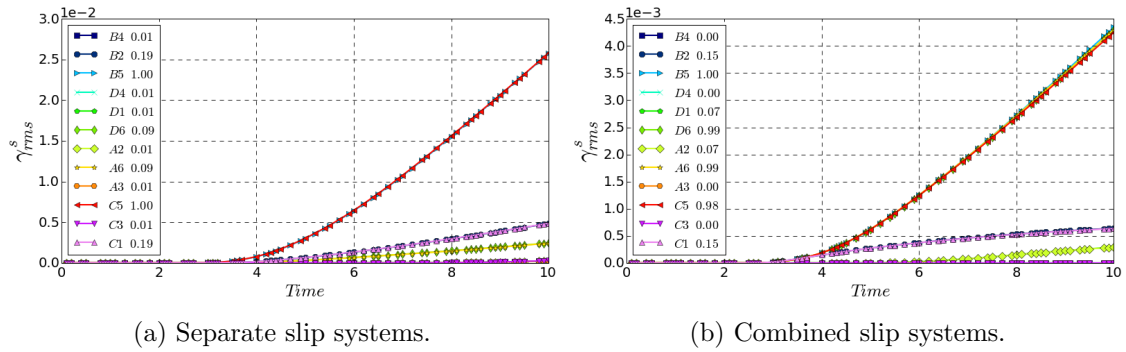 1e-2
3.0
2.5
2.0
1.5
1.0
0.5
0.0
γ^s_rms
B4 0.01
B2 0.19
B5 1.00
D4 0.01
D1 0.01
D6 0.09
A2 0.01
A6 0.09
A3 0.01
C5 1.00
C3 0.01
C1 0.19
0 2 4 6 8 10
Time
(a) Separate slip systems.
1e-3
4.5
4.0
3.5
3.0
2.5
2.0
1.5
1.0
0.5
0.0
γ^s_rms
B4 0.00
B2 0.15
B5 1.00
D4 0.00
D1 0.07
D6 0.99
A2 0.07
A6 0.99
A3 0.00
C5 0.98
C3 0.00
C1 0.15
0 2 4 6 8 10
Time
(b) Combined slip systems.